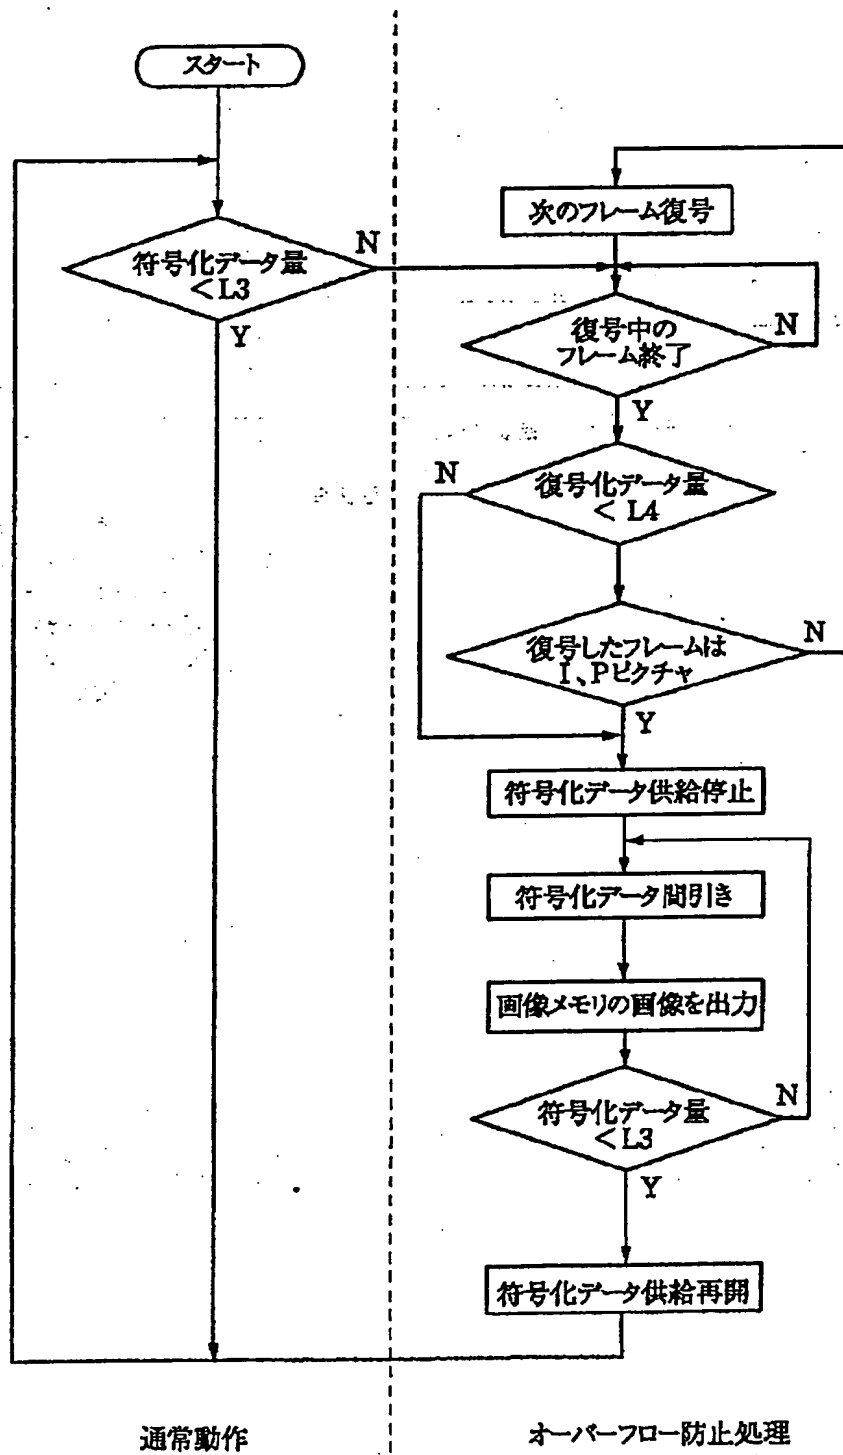 スタート
符号化データ量
<L3
N
Y
次のフレーム復号
復号中の
フレーム終了
N
Y
復号化データ量
< L4
N
復号したフレームは
I、Pピクチャ
N
Y
符号化データ供給停止
符号化データ間引き
画像メモリの画像を出力
符号化データ量
<L3
N
Y
符号化データ供給再開
通常動作
オーバーフロー防止処理